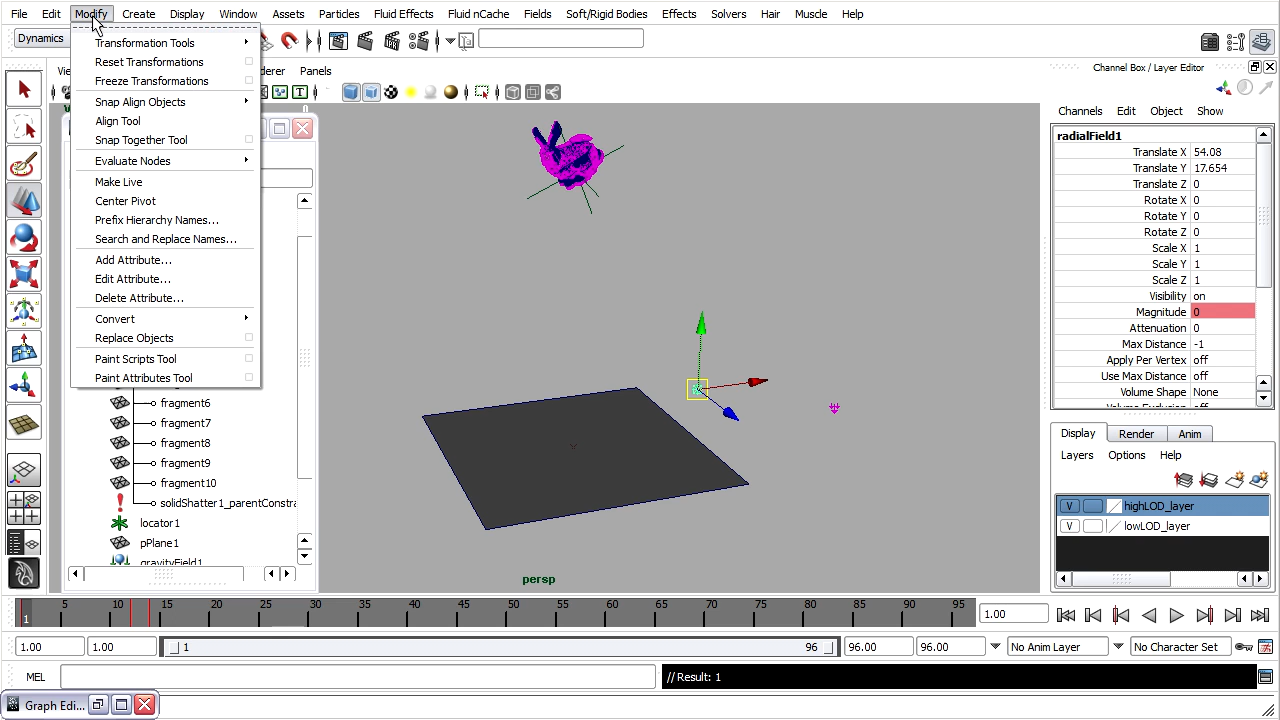 File Edit Modify Create Display Window Assets Particles Fluid Effects Fluid nCache Fields Soft/Rigid Bodies Effects Solvers Hair Muscle Help
Dynamics
Transformation Tools
Reset Transformations
Freeze Transformations
Snap Align Objects
Align Tool
Snap Together Tool
Evaluate Nodes
Make Live
Center Pivot
Prefix Hierarchy Names...
Search and Replace Names...
Add Attribute...
Edit Attribute...
Delete Attribute...
Convert
Replace Objects
Paint Scripts Tool
Paint Attributes Tool
Panels
fragment6
fragment7
fragment8
fragment9
fragment10
solidShatter1_parentConstra
locator1
pPlane1
gravityField1
persp
Channel Box / Layer Editor
Channels Edit Object Show
radialField1
Translate X 54.08
Translate Y 17.654
Translate Z 0
Rotate X 0
Rotate Y 0
Rotate Z 0
Scale X 1
Scale Y 1
Scale Z 1
Visibility on
Magnitude 0
Attenuation 0
Max Distance -1
Apply Per Vertex off
Use Max Distance off
Volume Shape None
Volume Exclusion off
Display Render Anim
Layers Options Help
V highLOD_layer
V lowLOD_layer
1 5 10 15 20 25 30 35 40 45 50 55 60 65 70 75 80 85 90 95 1.00
1.00 1.00 1 96 96.00 96.00 No Anim Layer No Character Set
MEL // Result: 1
Graph Edi...